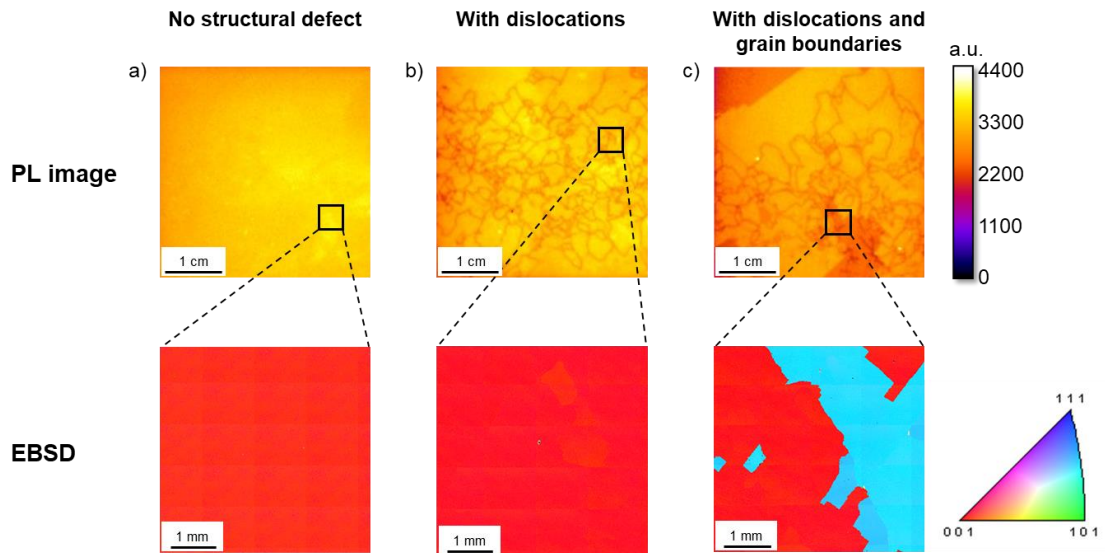 No structural defect
With dislocations
With dislocations and
grain boundaries
a.u.
a)
b)
c)
4400
3300
2200
1100
0
PL image
1 cm
1 cm
1 cm
EBSD
1 mm
1 mm
1 mm
1 1 1
0 0 1
1 0 1